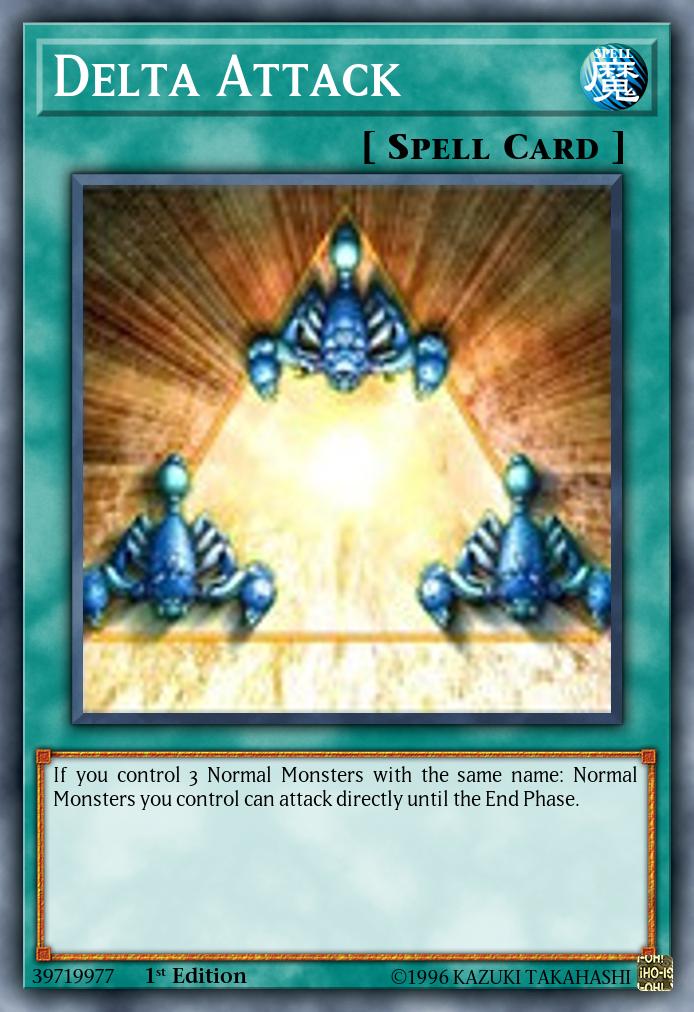 Delta Attack
SPELL
魔
[ Spell Card ]
If you control 3 Normal Monsters with the same name: Normal
Monsters you control can attack directly until the End Phase.
39719977 1st Edition ©1996 KAZUKI TAKAHASHI